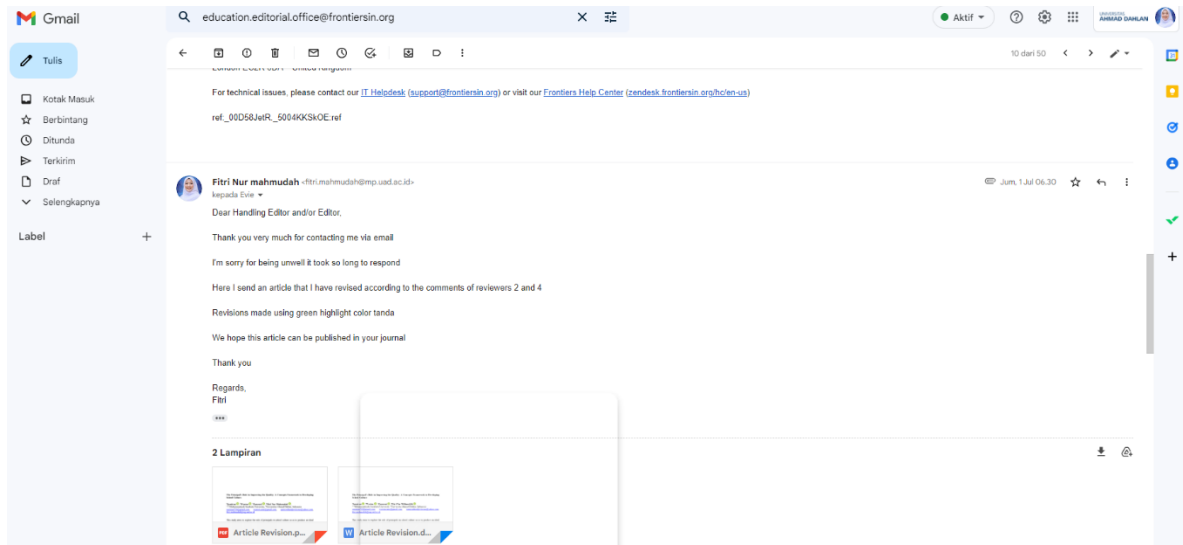 Gmail
education.editorial.office@frontiersin.org
Aktif
UNIVERSITAS
AHMAD DAHLAN
Tulis
10 dari 50
Kotak Masuk
Berbintang
Ditunda
Terkirim
Draf
Selengkapnya
Label
For technical issues, please contact our IT Helpdesk (support@frontiersin.org) or visit our Frontiers Help Center (zendesk.frontiersin.org/hc/en-us)
ref:_00D58JetR._5004KKSkOE:ref
Fitri Nur mahmudah <fitri.mahmudah@mp.uad.ac.id>
Jum, 1 Jul 06.30
kepada Evie
Dear Handling Editor and/or Editor,
Thank you very much for contacting me via email
I'm sorry for being unwell it took so long to respond
Here I send an article that I have revised according to the comments of reviewers 2 and 4
Revisions made using green highlight color tanda
We hope this article can be published in your journal
Thank you
Regards,
Fitri
2 Lampiran
PDF Article Revision.p...
W Article Revision.d...